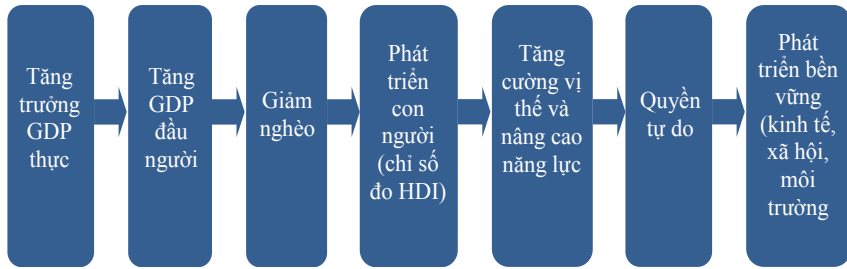 Tăng
trưởng
GDP
thực
Tăng
GDP
đầu
người
Giảm
nghèo
Phát
triển
con
người
(chỉ số
đo HDI)
Tăng
cường vị
thế và
nâng cao
năng lực
Quyền
tự do
Phát
triển bền
vững
(kinh tế,
xã hội,
môi
trường